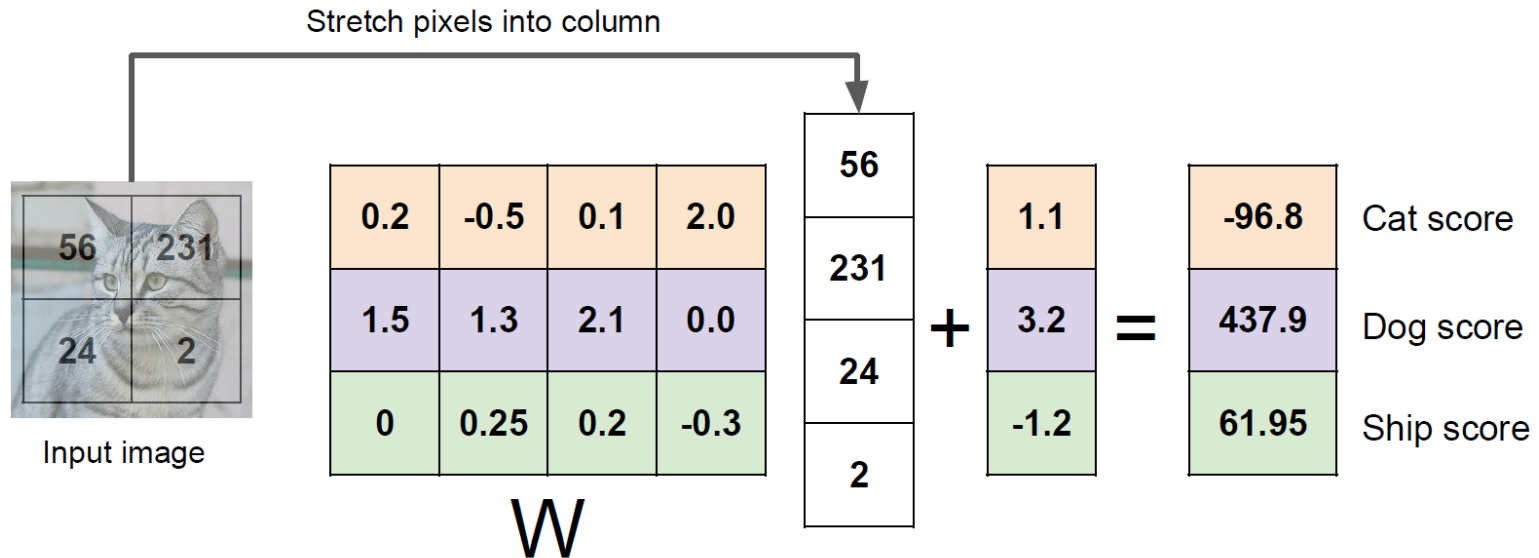 Stretch pixels into column
56 231
24 2
Input image
0.2 -0.5 0.1 2.0
1.5 1.3 2.1 0.0
0 0.25 0.2 -0.3
W
56
231
24
2
+
1.1
3.2
-1.2
=
-96.8 Cat score
437.9 Dog score
61.95 Ship score